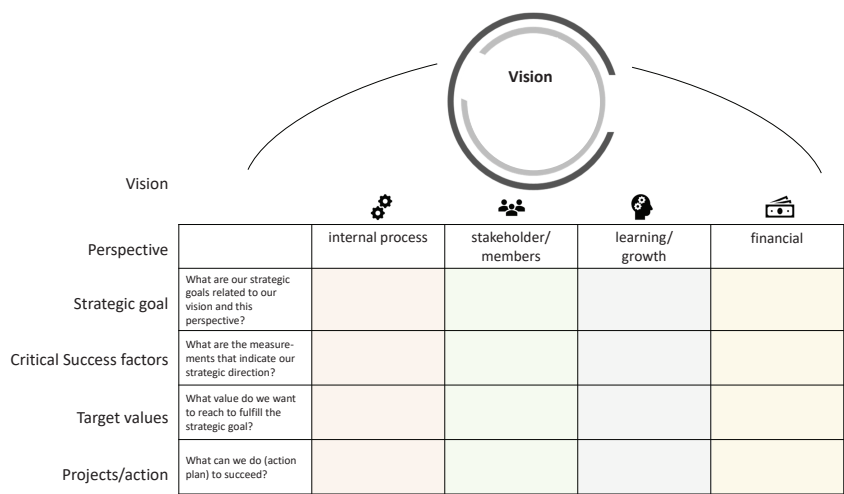 Vision
Vision
Perspective
internal process
stakeholder/
members
learning/
growth
financial
Strategic goal
What are our strategic
goals related to our
vision and this
perspective?
Critical Success factors
What are the measure-
ments that indicate our
strategic direction?
Target values
What value do we want
to reach to fulfill the
strategic goal?
Projects/action
What can we do (action
plan) to succeed?